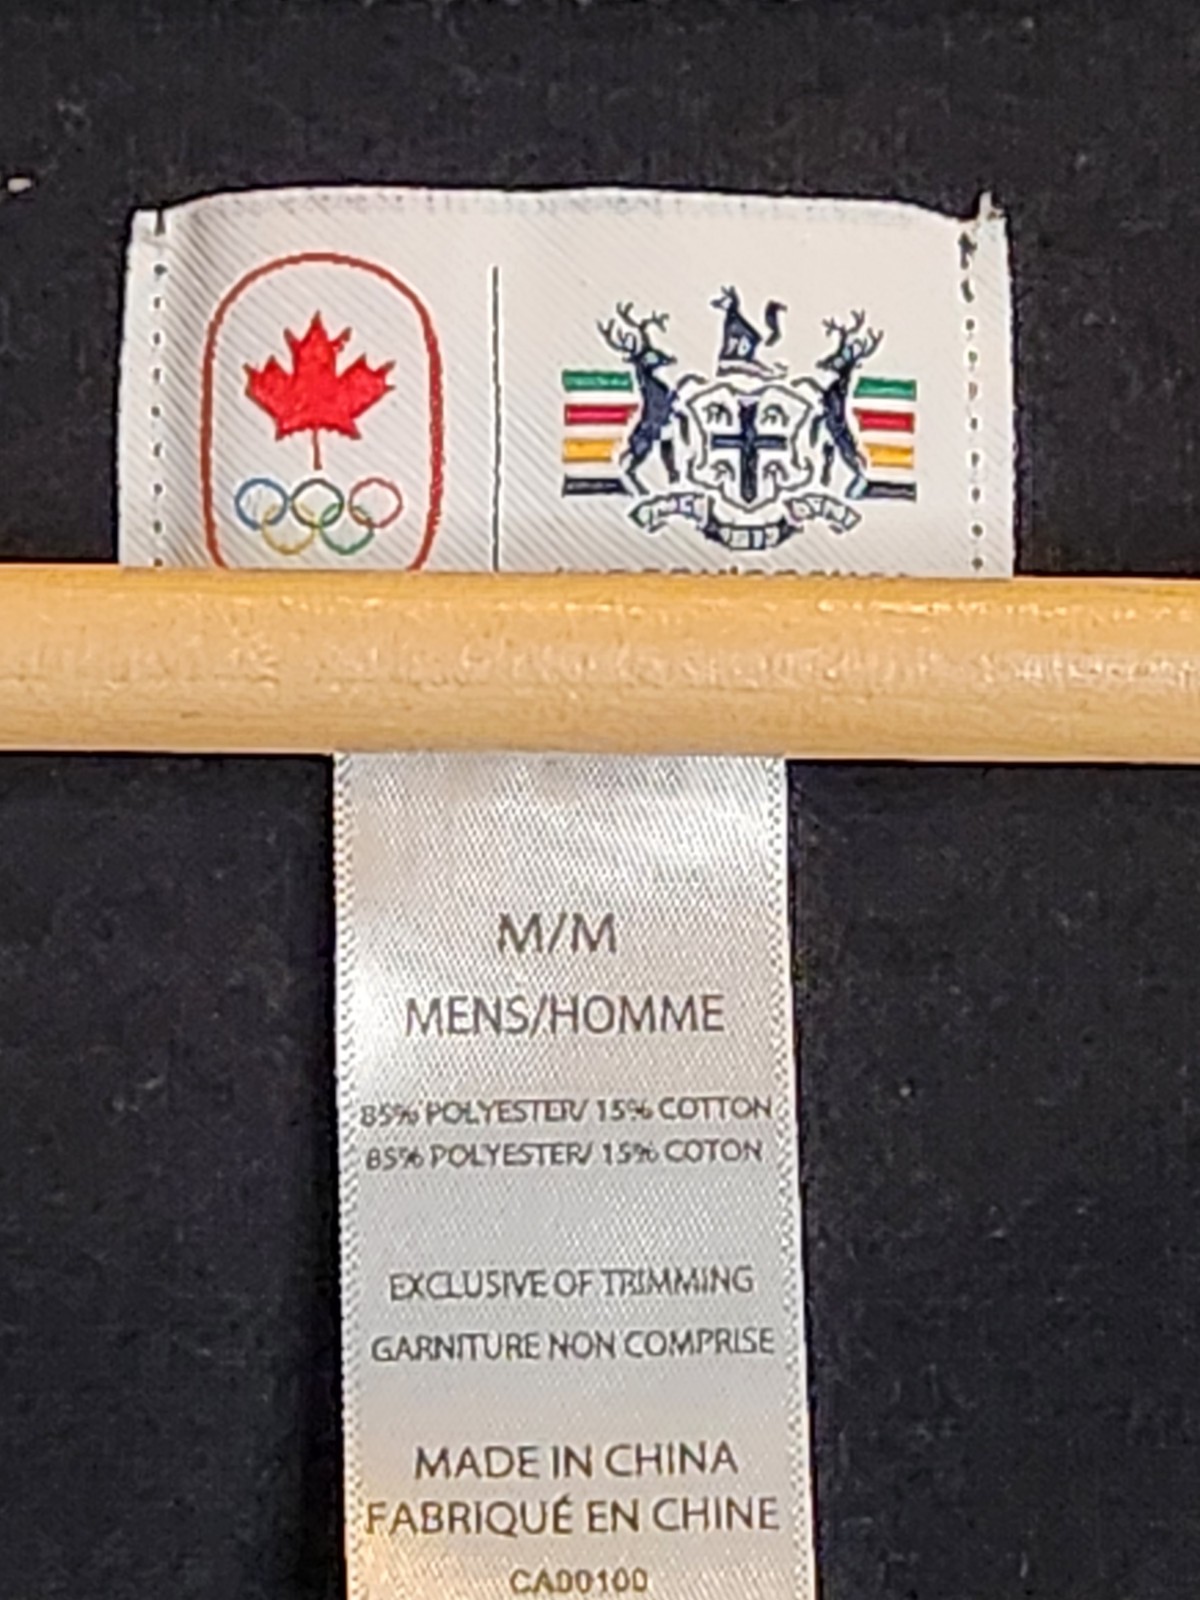 M/M
MENS/HOMME
85% POLYESTER/ 15% COTTON
85% POLYESTER/ 15% COTON
EXCLUSIVE OF TRIMMING
GARNITURE NON COMPRISE
MADE IN CHINA
FABRIQUÉ EN CHINE
CA00100